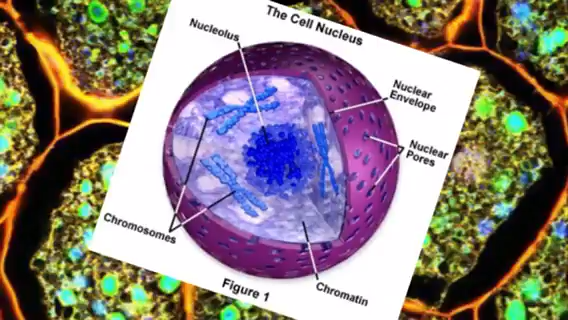 The Cell Nucleus
Nucleolus
Nuclear
Envelope
Nuclear
Pores
Chromosomes
Chromatin
Figure 1